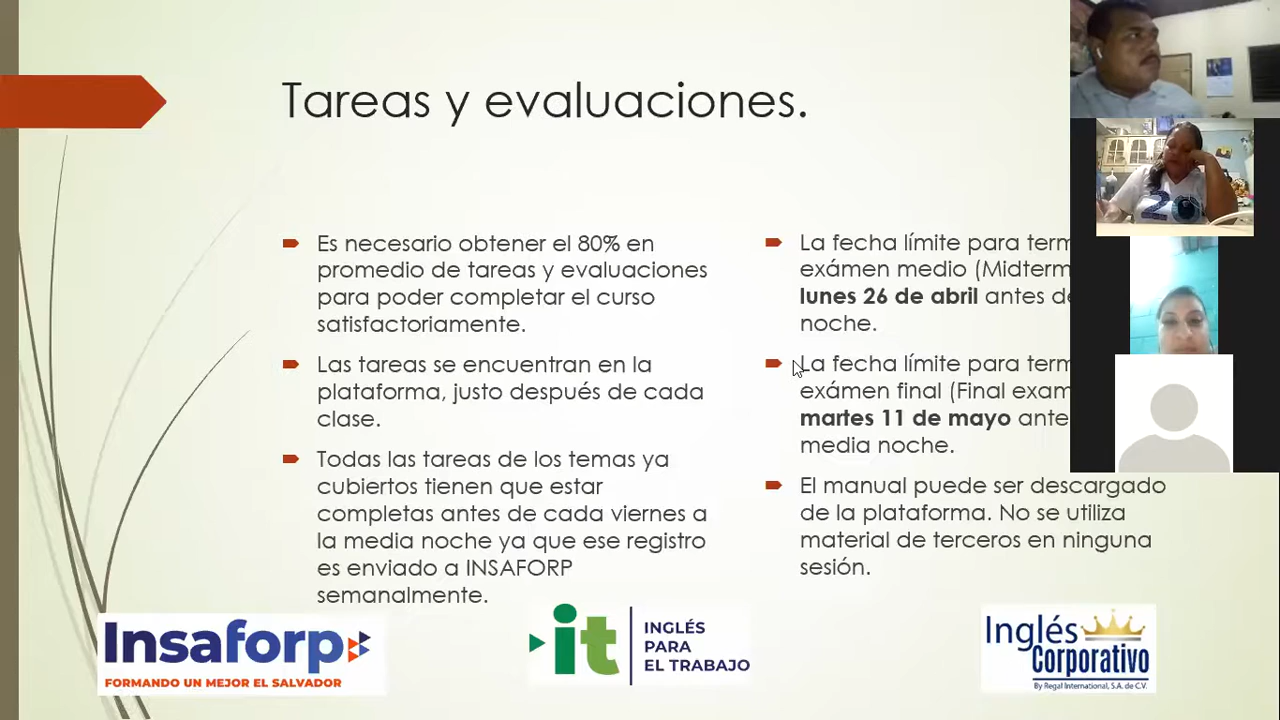 Tareas y evaluaciones.
Es necesario obtener el 80% en
promedio de tareas y evaluaciones
para poder completar el curso
satisfactoriamente.
Las tareas se encuentran en la
plataforma, justo después de cada
clase.
Todas las tareas de los temas ya
cubiertos tienen que estar
completas antes de cada viernes a
la media noche ya que ese registro
es enviado a INSAFORP
semanalmente.
La fecha límite para term
exámen medio (Midterm
lunes 26 de abril antes de
noche.
La fecha límite para term
exámen final (Final exam
martes 11 de mayo ante
media noche.
El manual puede ser descargado
de la plataforma. No se utiliza
material de terceros en ninguna
sesión.
Insaforp
FORMANDO UN MEJOR EL SALVADOR
it
INGLÉS
PARA
EL TRABAJO
Inglés
Corporativo
By Regal International, S.A. de C.V.